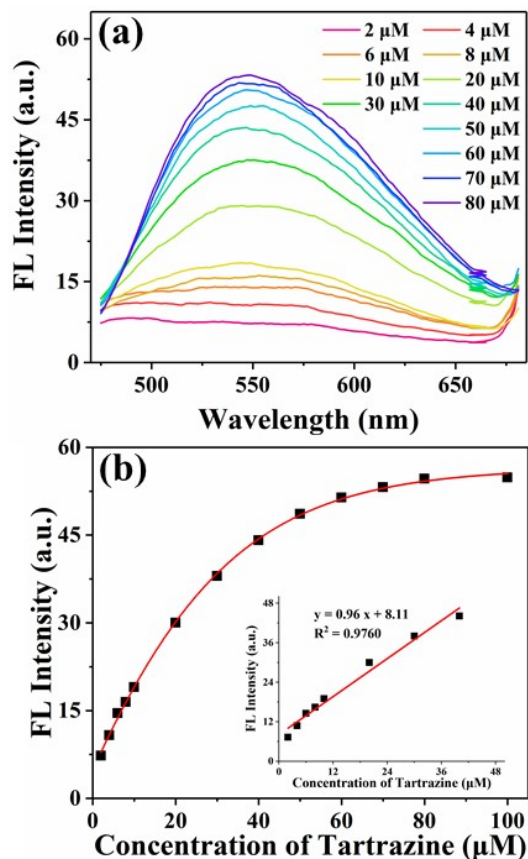 (a)
2 µM 4 µM
6 µM 8 µM
10 µM 20 µM
30 µM 40 µM
50 µM
60 µM
70 µM
80 µM
60
45
30
15
0
FL Intensity (a.u.)
500 550 600 650
Wavelength (nm)
(b)
60
45
30
15
0
FL Intensity (a.u.)
0 20 40 60 80 100
Concentration of Tartrazine (µM)
y = 0.96 x + 8.11
R² = 0.9760
48
36
24
12
0
FL Intensity (a.u.)
0 12 24 36 48
Concentration of Tartrazine (µM)